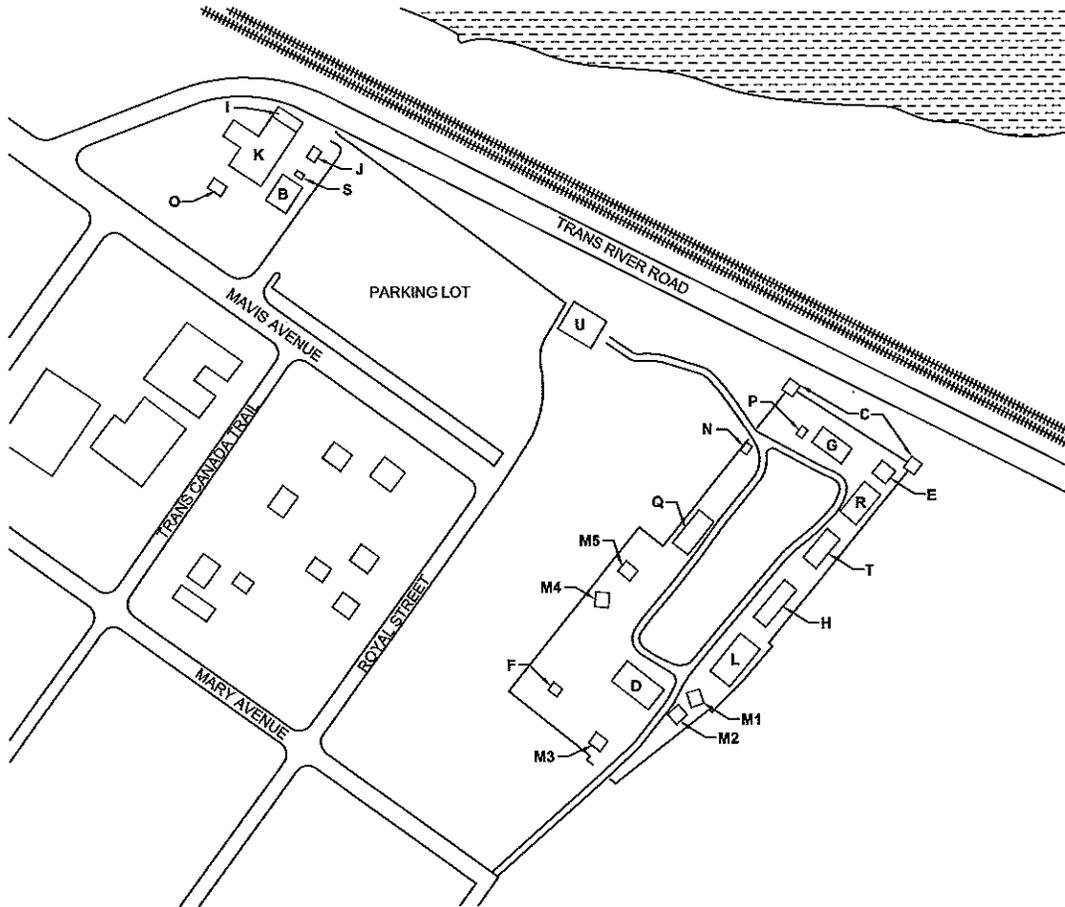 I
K
J
S
B
O
TRANS RIVER ROAD
PARKING LOT
MAVIS AVENUE
U
TRANS CANADA TRAIL
P
C
N
G
E
R
Q
T
M5
M4
H
ROYAL STREET
L
F
D
MARY AVENUE
M1
M2
M3